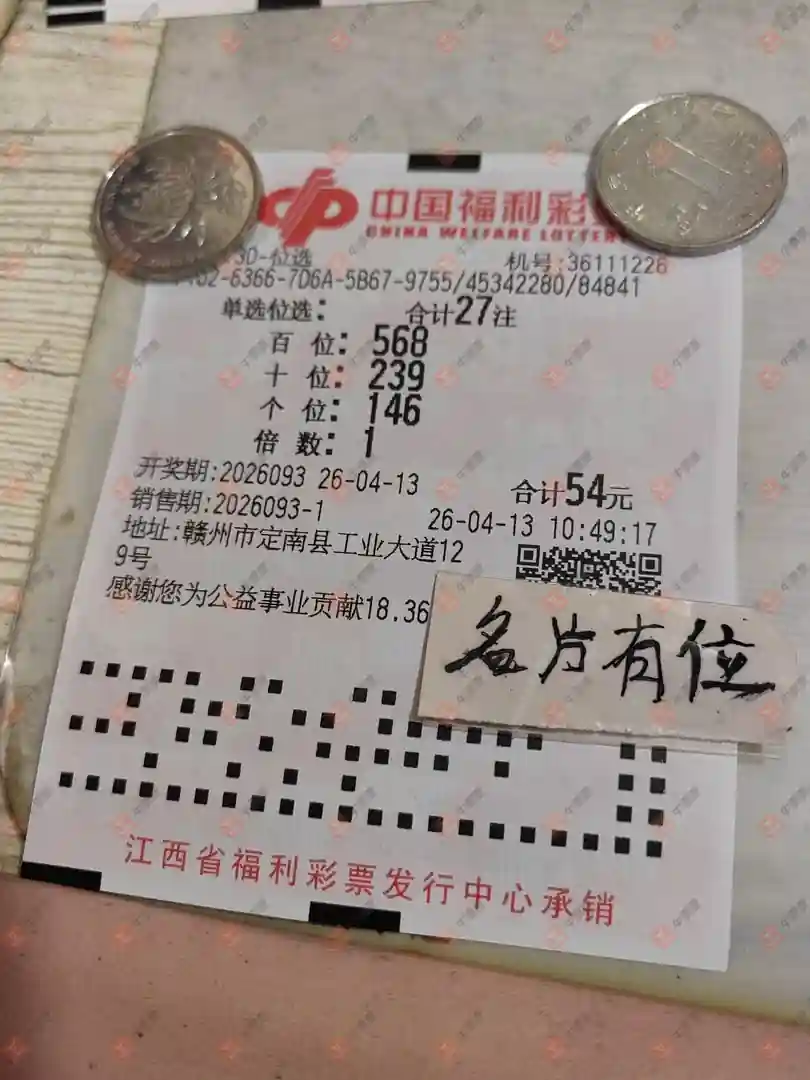 中国福利彩
CHINA WELFARE LOTTERY
3D-位选 机号:36111226
02-6366-7D6A-5B67-9755/45342280/84841
单选位选: 合计27注
百 位: 568
十 位: 239
个 位: 146
倍 数: 1
开奖期:2026093 26-04-13 合计54元
销售期:2026093-1 26-04-13 10:49:17
地址:赣州市定南县工业大道12
9号
感谢您为公益事业贡献18.36
名片有位
江西省福利彩票发行中心承销